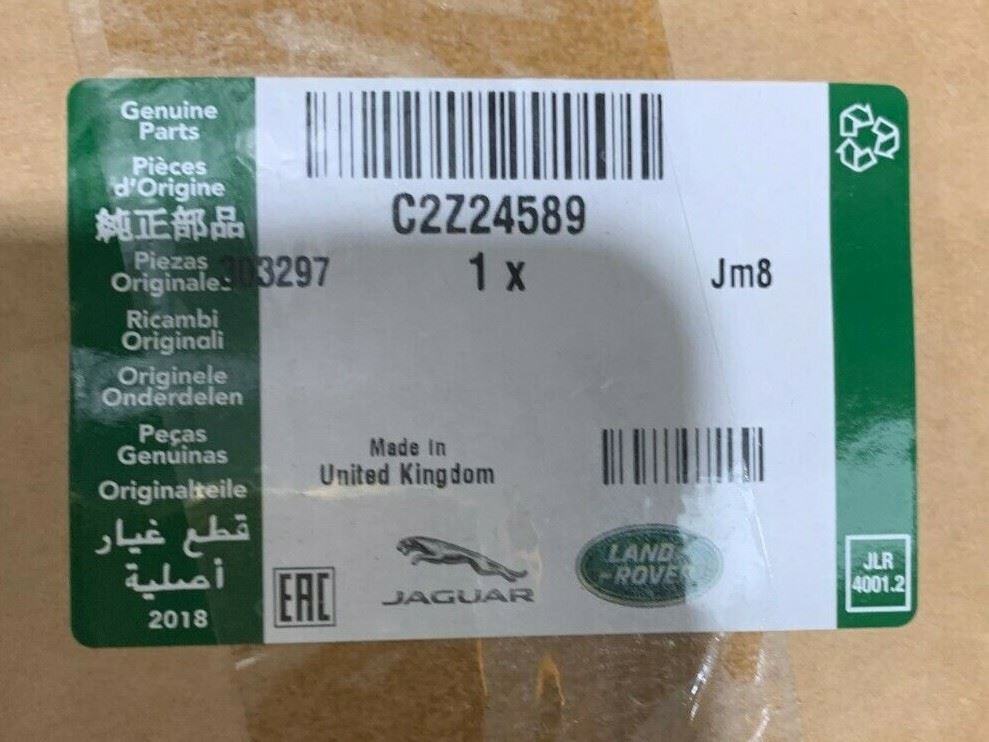 Genuine
Parts
Pièces
d'Origine
純正部品
Piezas
Originales
Ricambi
Originali
Originele
Onderdelen
Peças
Genuinas
Originalteile
قطع غيار
أصلية
2018
C2Z24589
303297 1 x Jm8
Made In
United Kingdom
EAC
JAGUAR
LAND
ROVER
JLR
4001.2